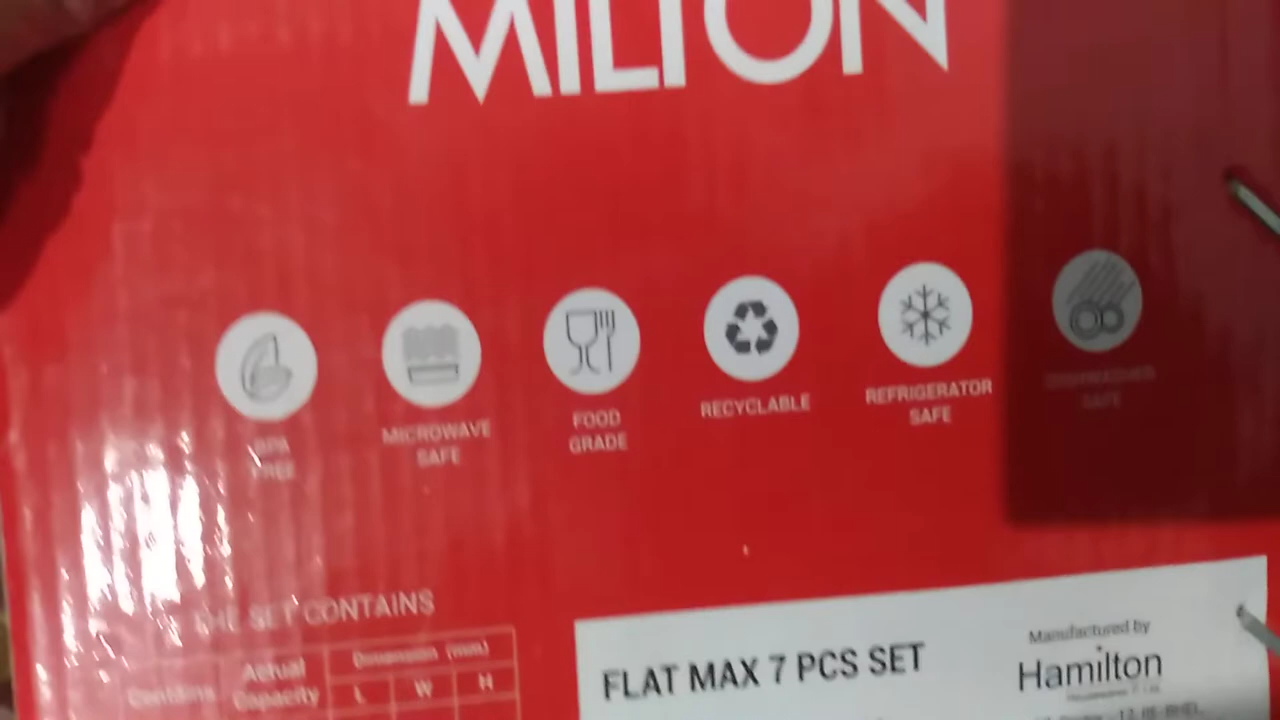 MILTON
BPA
FREE
MICROWAVE
SAFE
FOOD
GRADE
RECYCLABLE
REFRIGERATOR
SAFE
DISHWASHER
SAFE
THE SET CONTAINS
Contains
Actual
Capacity
Dimension (mm)
L
W
H
FLAT MAX 7 PCS SET
Manufactured by
Hamilton